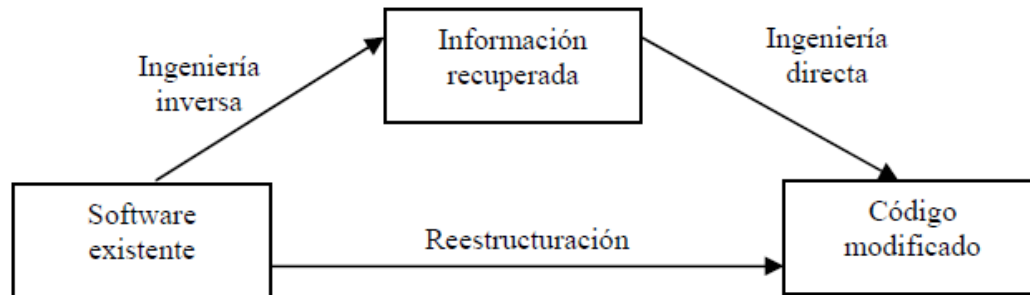 Información
recuperada
Ingeniería
inversa
Ingeniería
directa
Software
existente
Reestructuración
Código
modificado